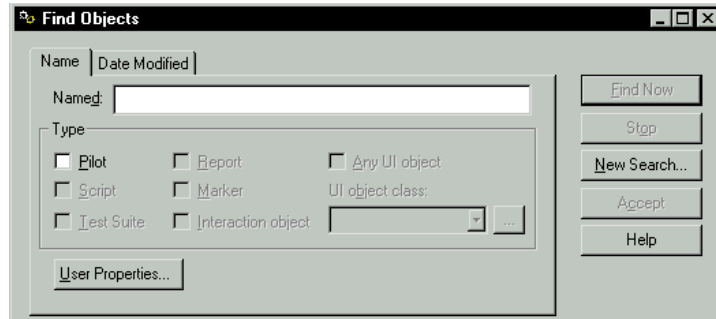 Find Objects
Name Date Modified
Named:
Type
Pilot Report Any UI object
Script Marker UI object class:
Test Suite Interaction object ...
User Properties...
Find Now
Stop
New Search...
Accept
Help